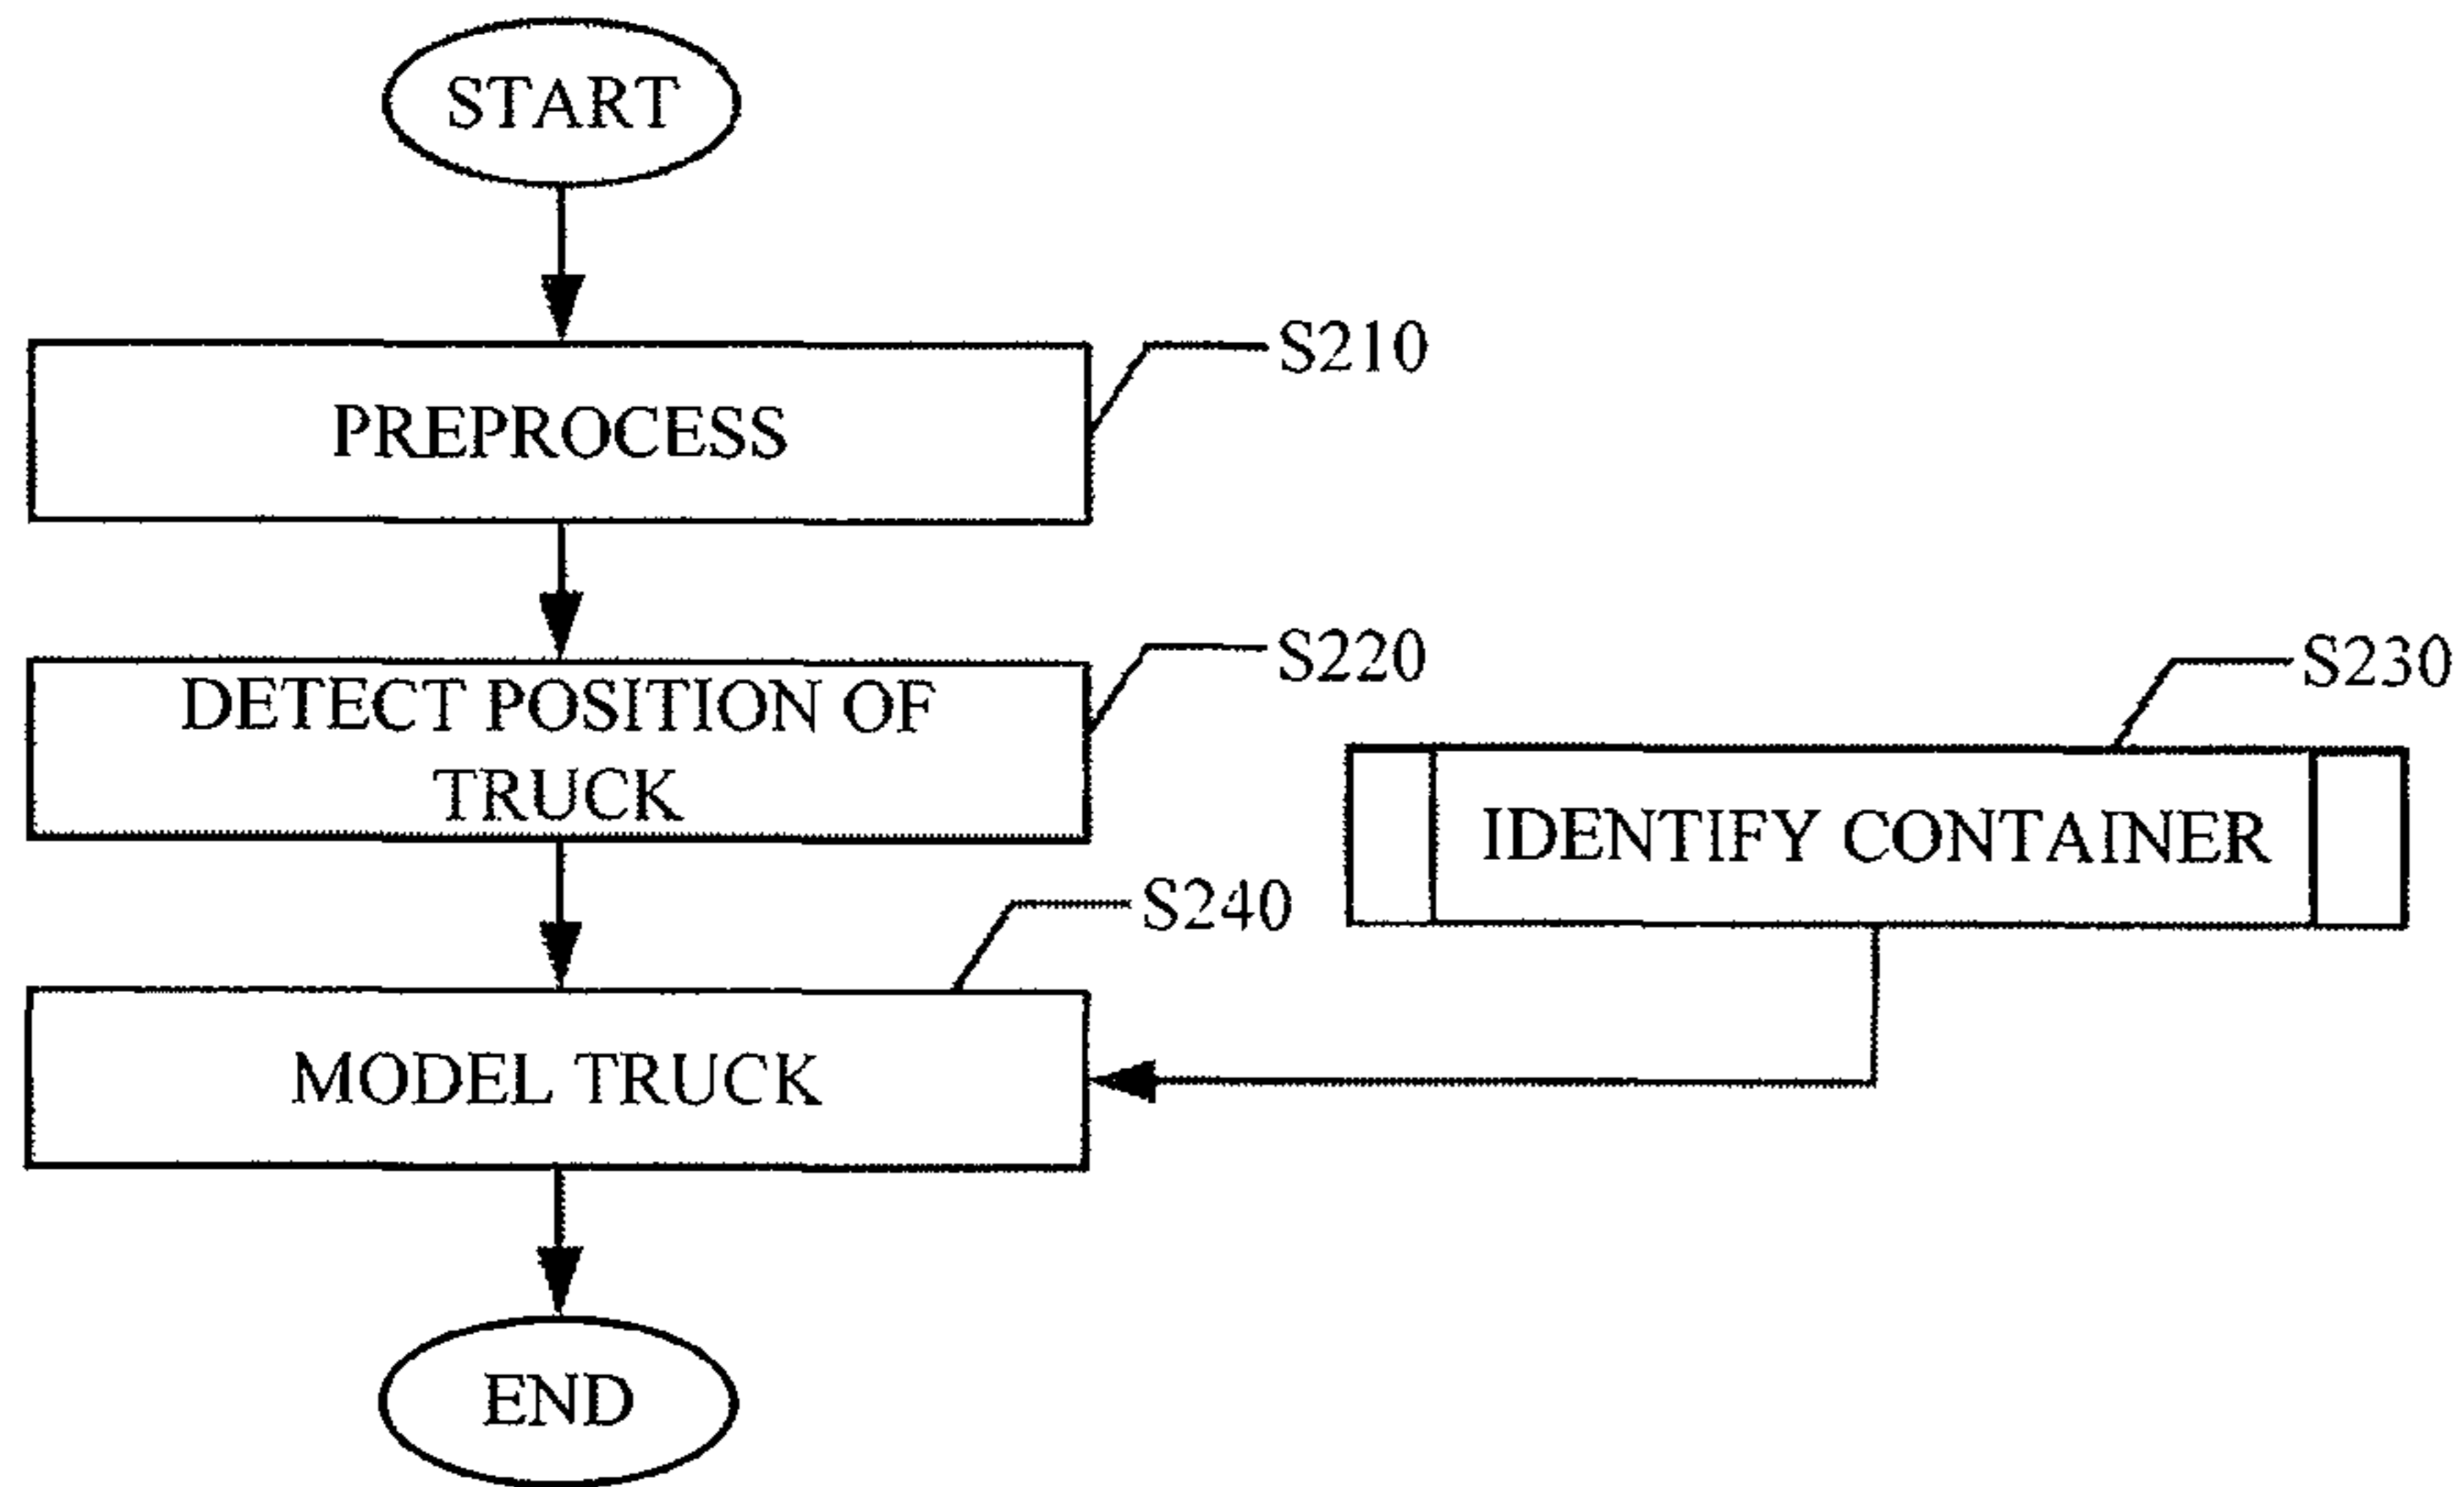 START
S210
PREPROCESS
S220
DETECT POSITION OF
TRUCK
S230
IDENTIFY CONTAINER
S240
MODEL TRUCK
END